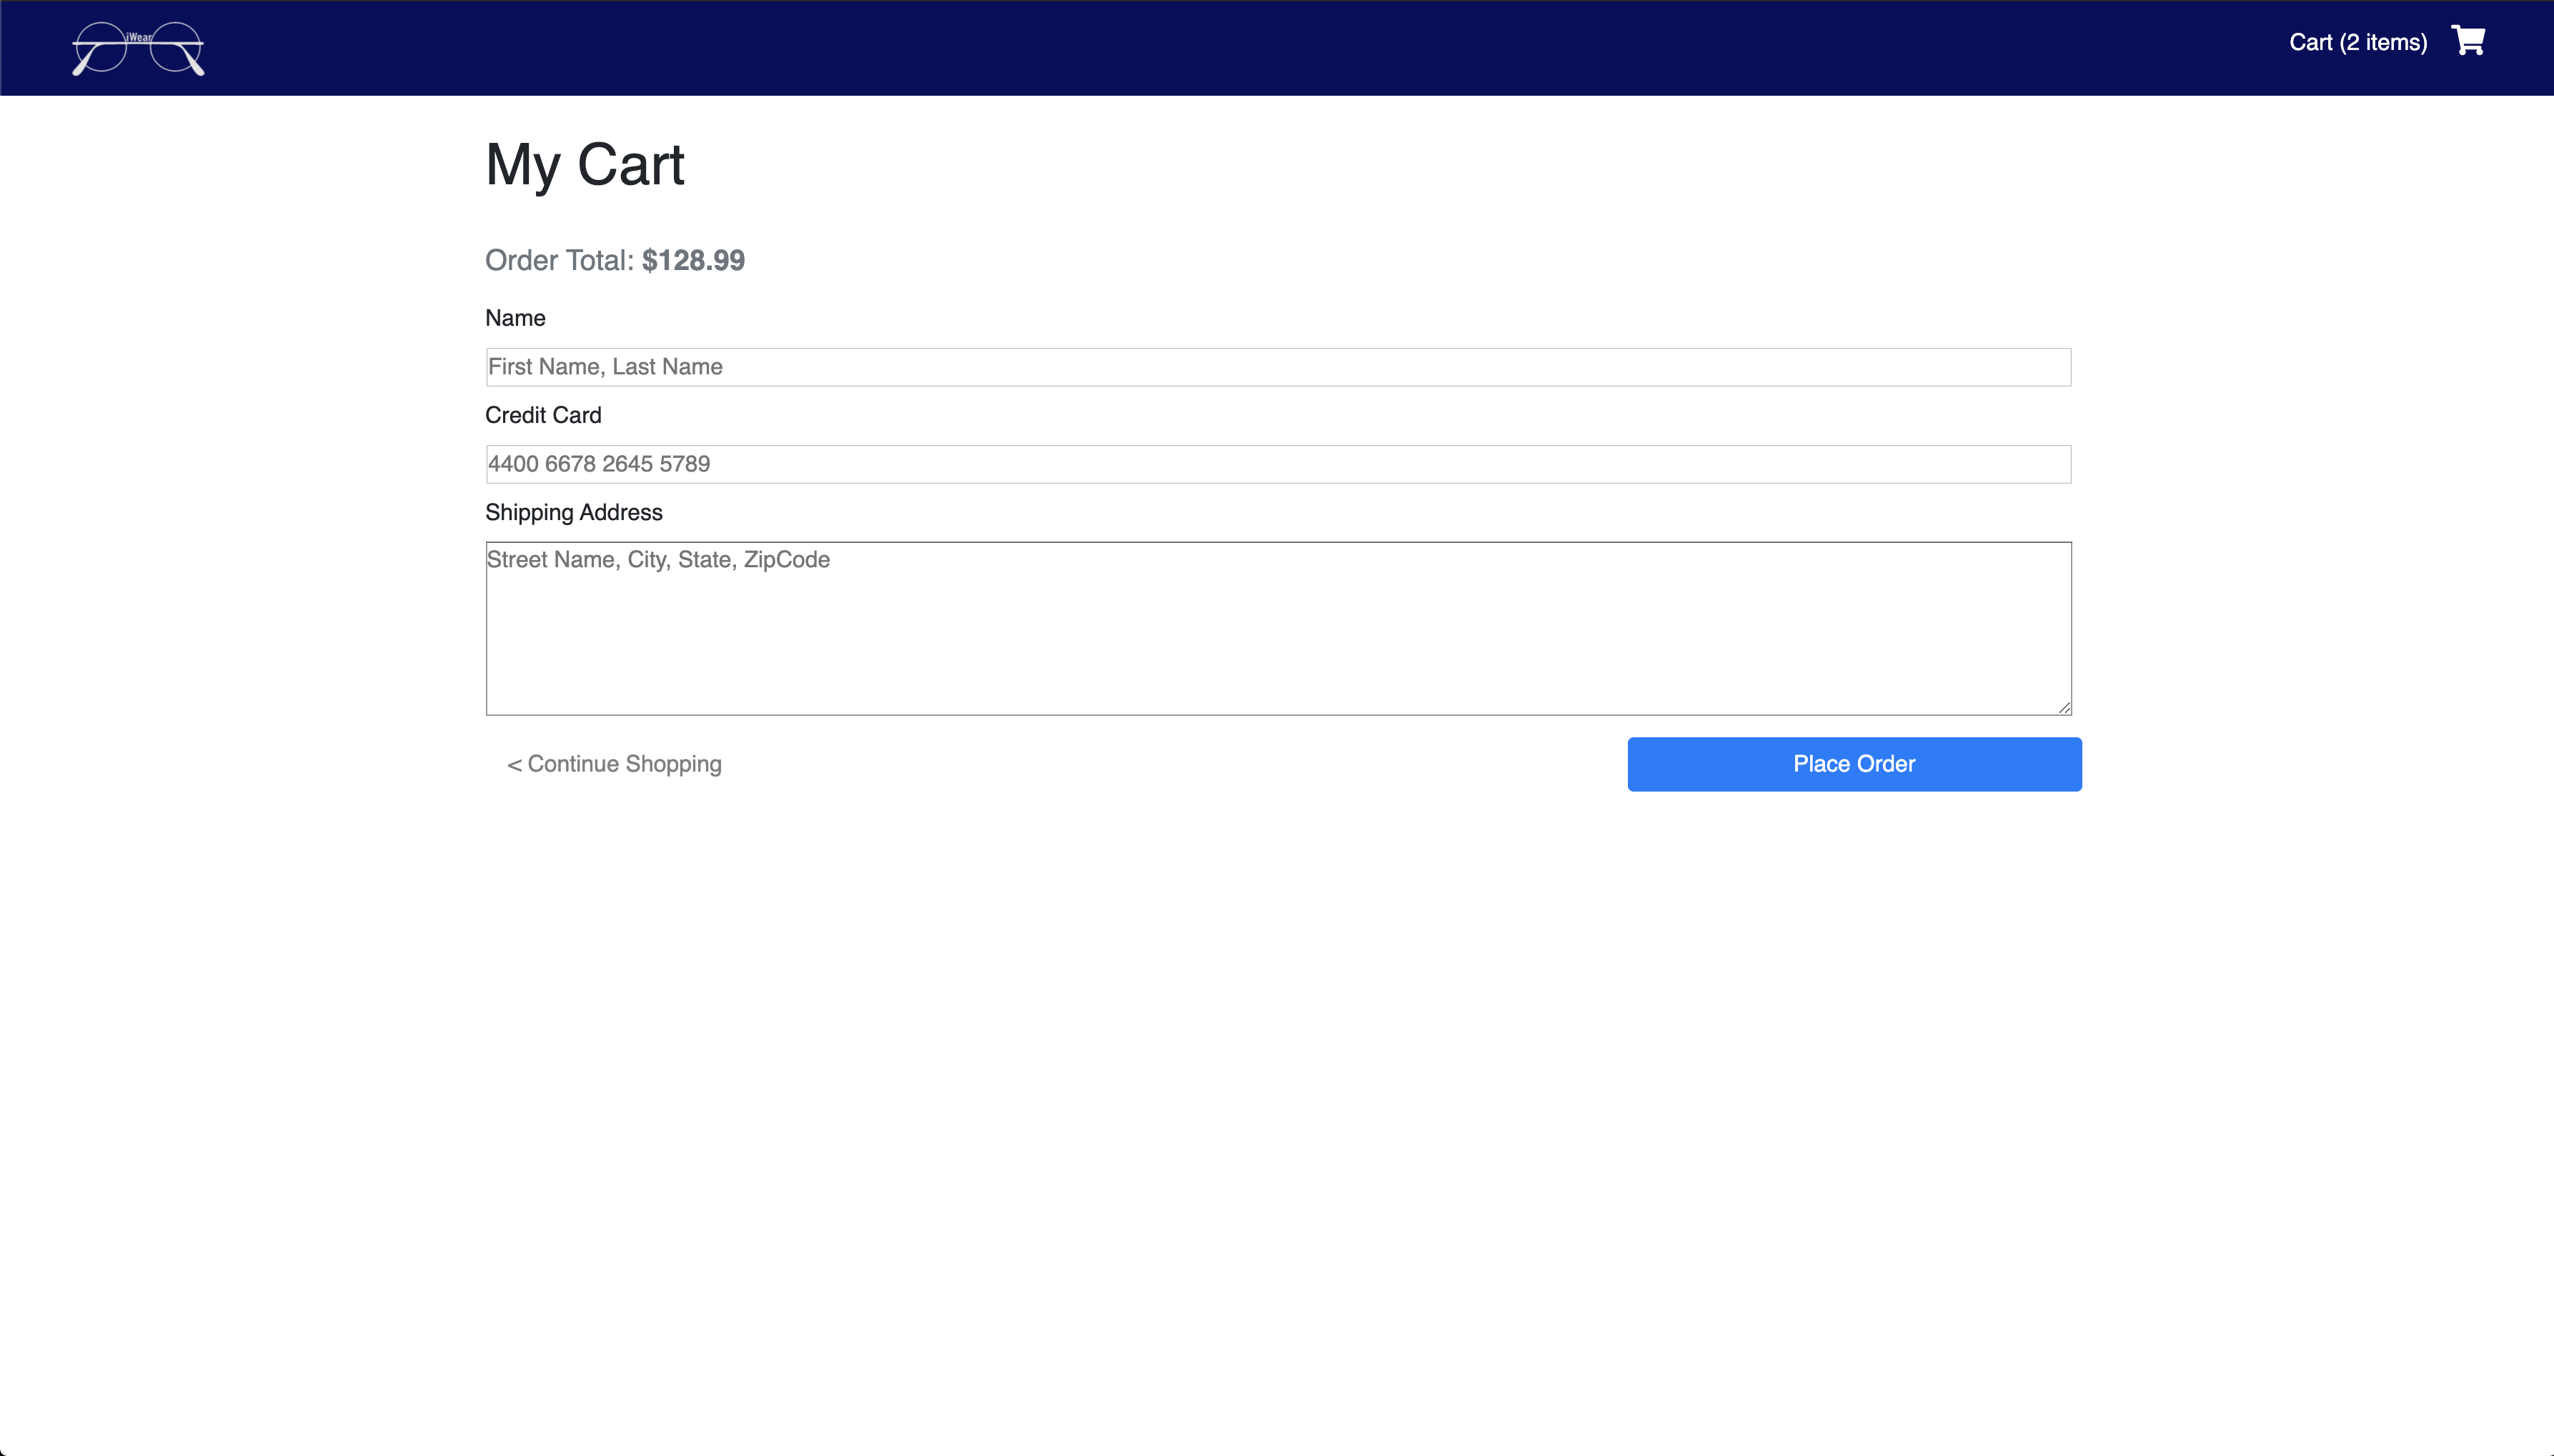 iWear
Cart (2 items)
My Cart
Order Total: $128.99
Name
First Name, Last Name
Credit Card
4400 6678 2645 5789
Shipping Address
Street Name, City, State, ZipCode
< Continue Shopping
Place Order